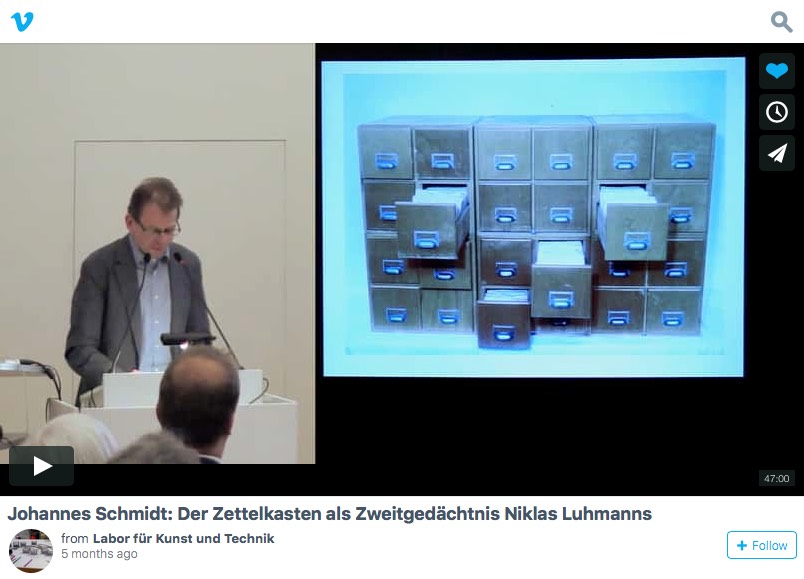 47:00
Johannes Schmidt: Der Zettelkasten als Zweitgedächtnis Niklas Luhmanns
from Labor für Kunst und Technik
5 months ago
+ Follow